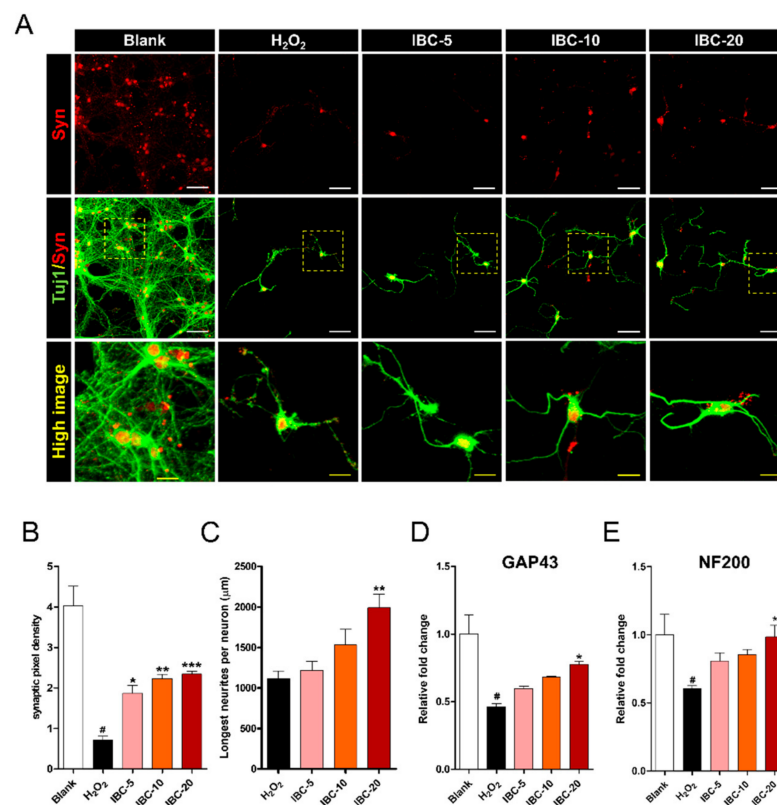 A
Blank
H₂O₂
IBC-5
IBC-10
IBC-20
Syn
Tuj1/Syn
High image
B
synaptic pixel density
5
4
3
2
1
0
#
*
**
***
Blank
H₂O₂
IBC-5
IBC-10
IBC-20
C
Longest neurites per neuron (μm)
2500
2000
1500
1000
500
0
**
H₂O₂
IBC-5
IBC-10
IBC-20
D
GAP43
Relative fold change
1.5
1.0
0.5
0.0
#
*
Blank
H₂O₂
IBC-5
IBC-10
IBC-20
E
NF200
Relative fold change
1.5
1.0
0.5
0.0
#
*
Blank
H₂O₂
IBC-5
IBC-10
IBC-20